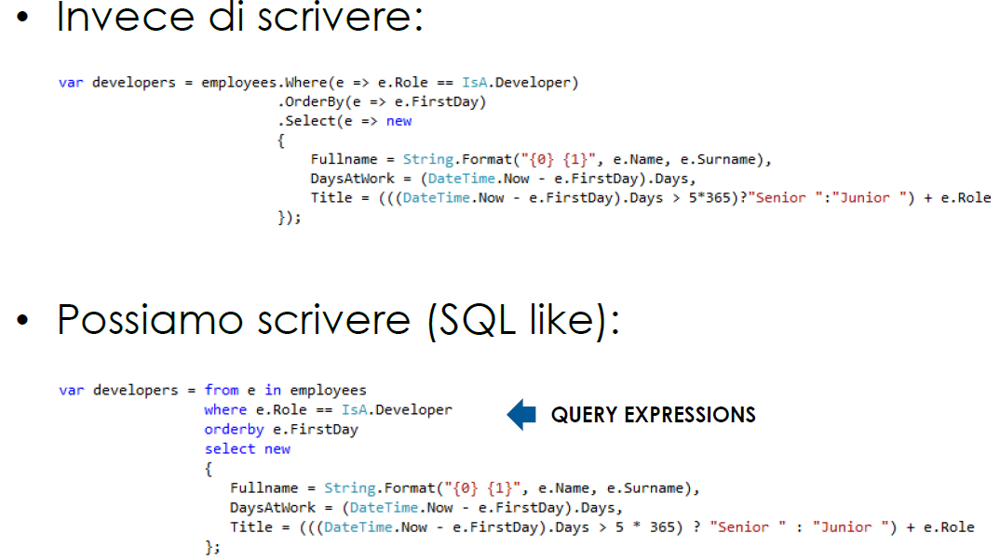 • Invece di scrivere:
var developers = employees.Where(e => e.Role == IsA.Developer)
.OrderBy(e => e.FirstDay)
.Select(e => new
{
Fullname = String.Format("{0} {1}", e.Name, e.Surname),
DaysAtWork = (DateTime.Now - e.FirstDay).Days,
Title = (((DateTime.Now - e.FirstDay).Days > 5*365)?"Senior ":"Junior ") + e.Role
});
• Possiamo scrivere (SQL like):
var developers = from e in employees
where e.Role == IsA.Developer
orderby e.FirstDay
select new
{
Fullname = String.Format("{0} {1}", e.Name, e.Surname),
DaysAtWork = (DateTime.Now - e.FirstDay).Days,
Title = (((DateTime.Now - e.FirstDay).Days > 5 * 365) ? "Senior " : "Junior ") + e.Role
};
QUERY EXPRESSIONS